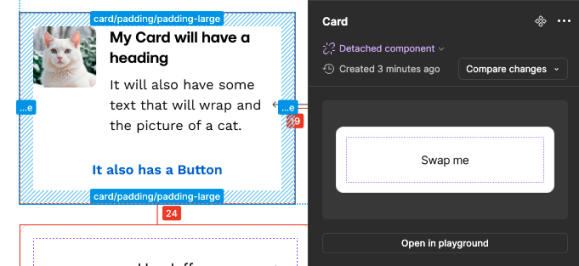 card/padding/padding-large
My Card will have a
heading
It will also have some
text that will wrap and
the picture of a cat.
...e
...e
19
It also has a Button
card/padding/padding-large
24
Card
Detached component
Created 3 minutes ago
Compare changes
Swap me
Open in playground